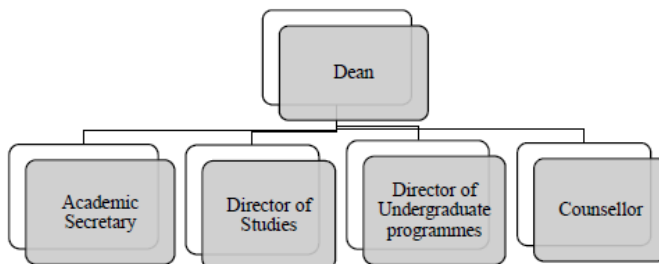 Dean
Academic
Secretary
Director of
Studies
Director of
Undergraduate
programmes
Counsellor